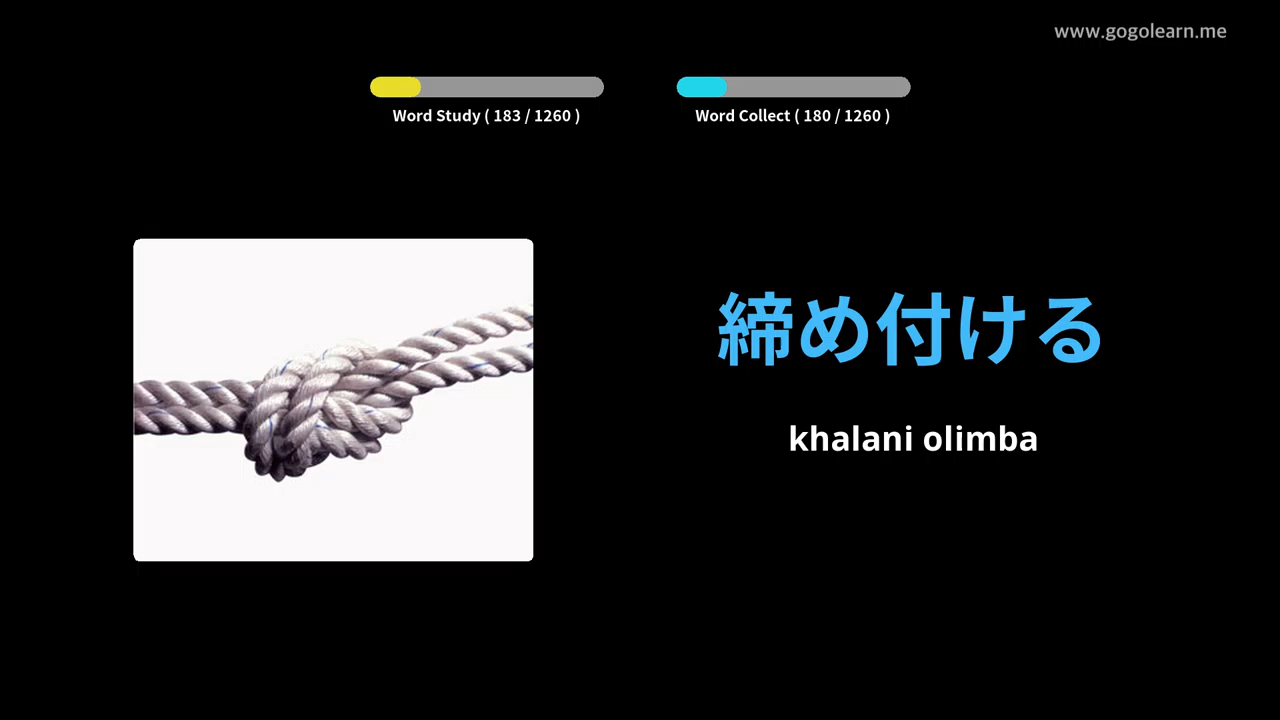 www.gogolearn.me
Word Study ( 183 / 1260 )
Word Collect ( 180 / 1260 )
締め付ける
khalani olimba